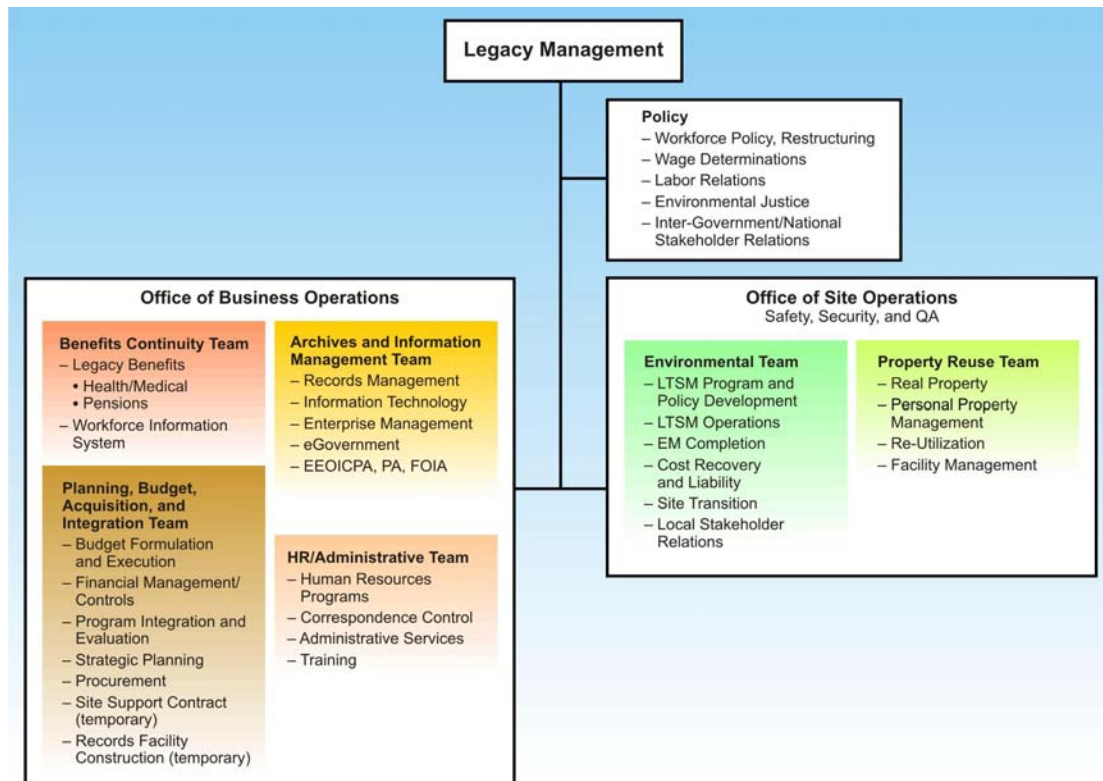 Legacy Management
Policy
– Workforce Policy, Restructuring
– Wage Determinations
– Labor Relations
– Environmental Justice
– Inter-Government/National
Stakeholder Relations
Office of Business Operations
Benefits Continuity Team
– Legacy Benefits
• Health/Medical
• Pensions
– Workforce Information
System
Archives and Information
Management Team
– Records Management
– Information Technology
– Enterprise Management
– eGovernment
– EEOICPA, PA, FOIA
Planning, Budget,
Acquisition, and
Integration Team
– Budget Formulation
and Execution
– Financial Management/
Controls
– Program Integration and
Evaluation
– Strategic Planning
– Procurement
– Site Support Contract
(temporary)
– Records Facility
Construction (temporary)
HR/Administrative Team
– Human Resources
Programs
– Correspondence Control
– Administrative Services
– Training
Office of Site Operations
Safety, Security, and QA
Environmental Team
– LTSM Program and
Policy Development
– LTSM Operations
– EM Completion
– Cost Recovery
and Liability
– Site Transition
– Local Stakeholder
Relations
Property Reuse Team
– Real Property
– Personal Property
Management
– Re-Utilization
– Facility Management